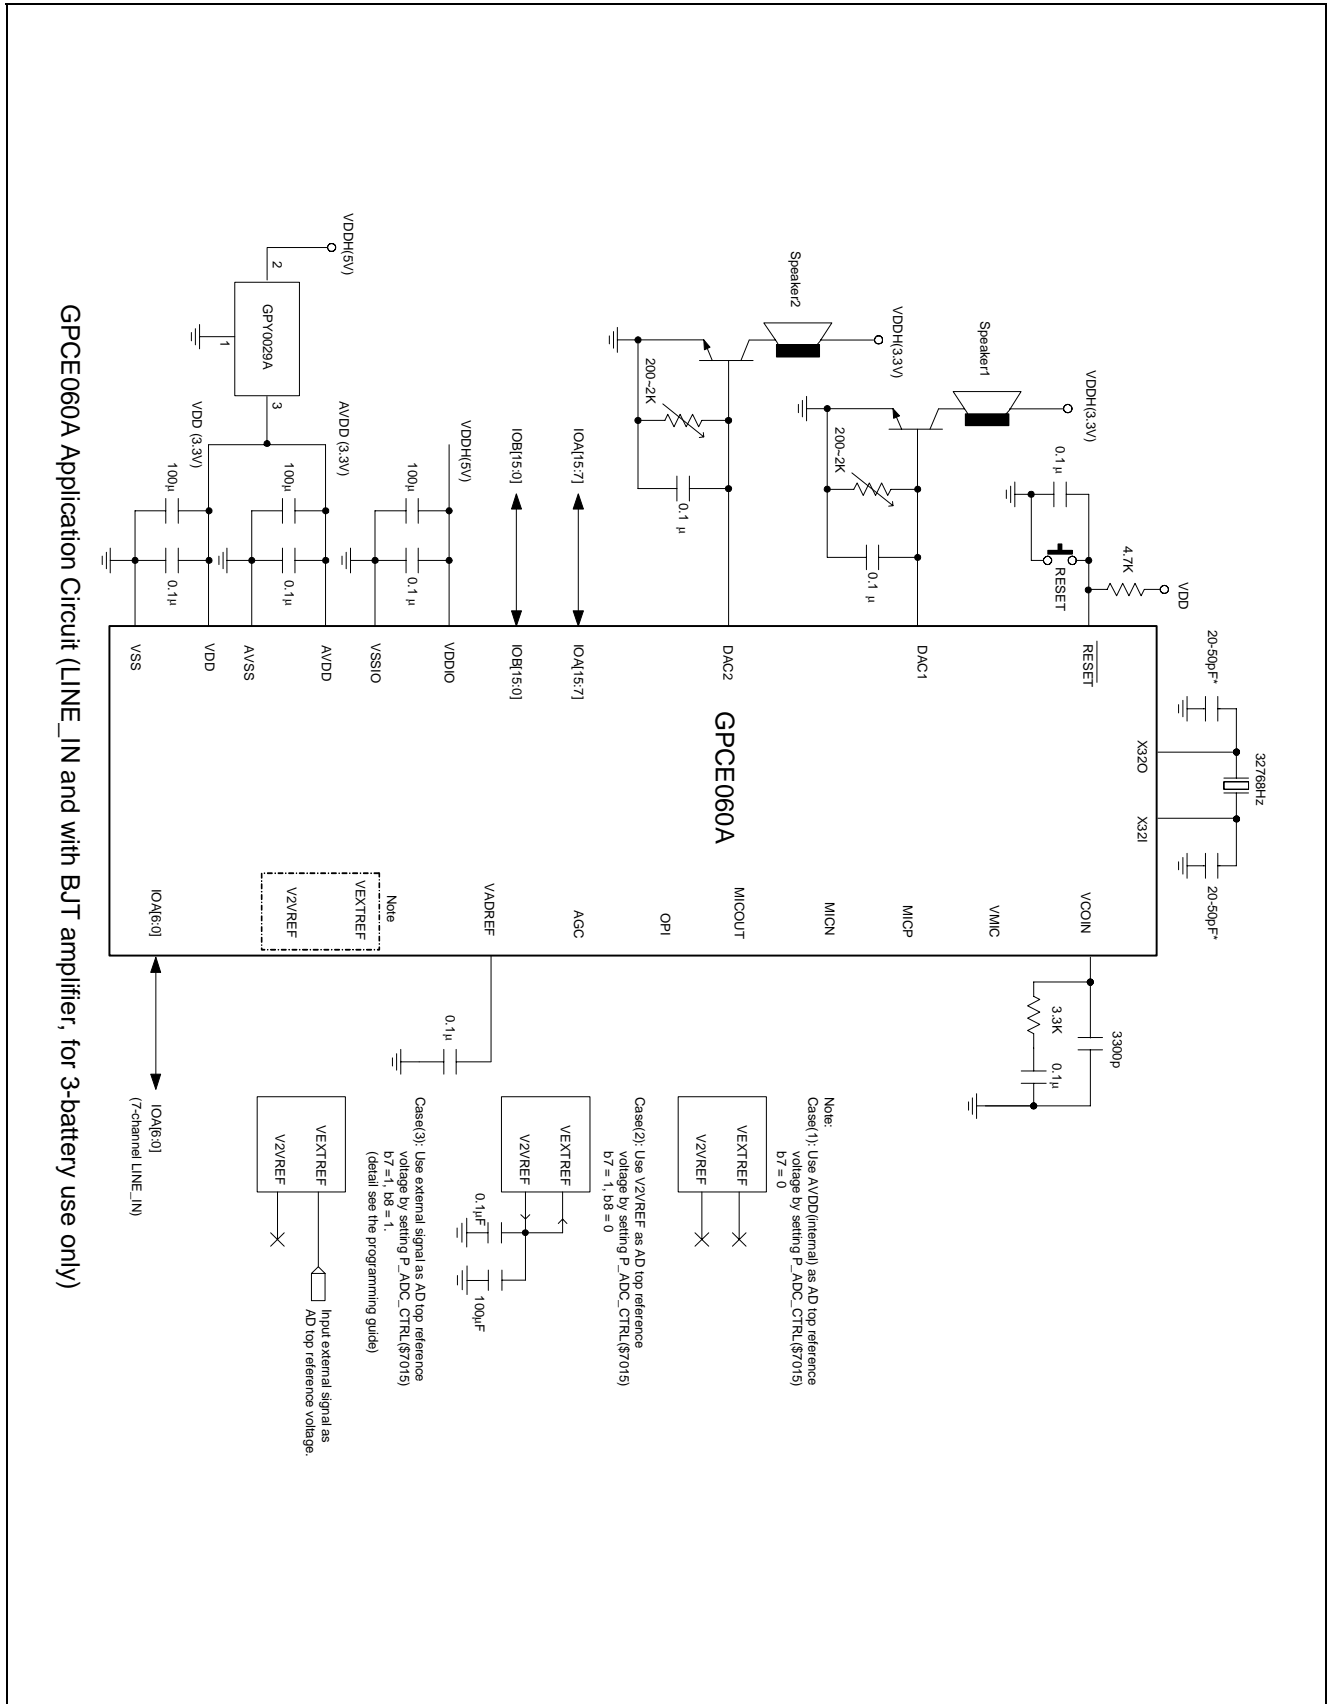 VDD
4.7K
0.1µ
RESET
VDDH(3.3V)
Speaker1
200~2K
0.1 µ
VDDH(3.3V)
Speaker2
200~2K
0.1 µ
IOA[15:7]
IOB[15:0]
VDDH(5V)
100µ
0.1µ
AVDD (3.3V)
100µ
0.1µ
VDD (3.3V)
100µ
0.1µ
VDDH(5V)
2
GPY0029A
1
3
20-50pF*
32768Hz
20-50pF*
X32O
X32I
RESET
DAC1
DAC2
IOA[15:7]
IOB[15:0]
VDDIO
VSSIO
AVDD
AVSS
VDD
VSS
GPCE060A
VCOIN
VMIC
MICP
MICN
MICOUT
OPI
AGC
VADREF
Note
VEXTREF
V2VREF
IOA[6:0]
3300p
3.3K
0.1µ
0.1µ
IOA[6:0]
(7-channel LINE_IN)
Note:
Case(1): Use AVDD(internal) as AD top reference
voltage by setting P_ADC_CTRL($7015)
b7 = 0
VEXTREF
V2VREF
Case(2): Use V2VREF as AD top reference
voltage by setting P_ADC_CTRL($7015)
b7 = 1, b8 = 0
VEXTREF
V2VREF
0.1µF
100µF
Case(3): Use external signal as AD top reference
voltage by setting P_ADC_CTRL($7015)
b7 =1, b8 = 1.
(detail see the programming guide)
VEXTREF
V2VREF
Input external signal as
AD top reference voltage.
GPCE060A Application Circuit (LINE_IN and with BJT amplifier, for 3-battery use only)